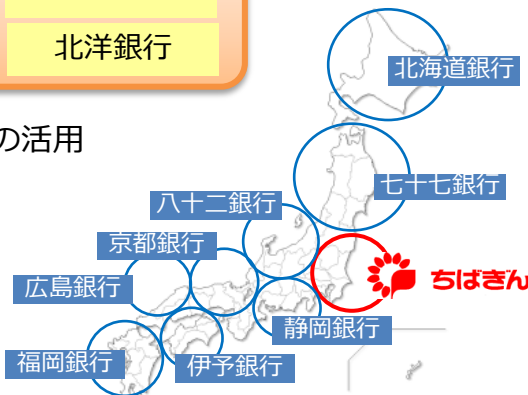 北洋銀行
の活用
北海道銀行
七十七銀行
八十二銀行
京都銀行
広島銀行
ちばぎん
静岡銀行
福岡銀行
伊予銀行